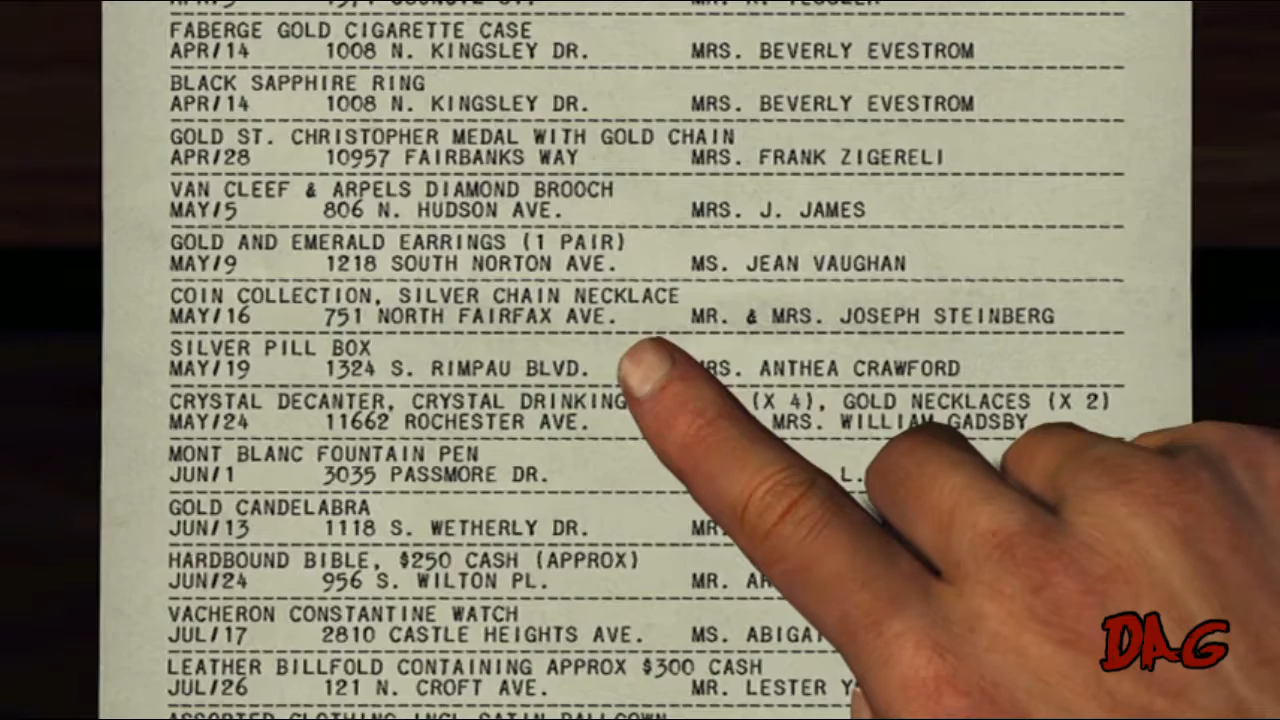 FABERGE GOLD CIGARETTE CASE
APR/14 1008 N. KINGSLEY DR. MRS. BEVERLY EVESTROM
BLACK SAPPHIRE RING
APR/14 1008 N. KINGSLEY DR. MRS. BEVERLY EVESTROM
GOLD ST. CHRISTOPHER MEDAL WITH GOLD CHAIN
APR/28 10957 FAIRBANKS WAY MRS. FRANK ZIGERELI
VAN CLEEF & ARPELS DIAMOND BROOCH
MAY/5 806 N. HUDSON AVE. MRS. J. JAMES
GOLD AND EMERALD EARRINGS (1 PAIR)
MAY/9 1218 SOUTH NORTON AVE. MS. JEAN VAUGHAN
COIN COLLECTION, SILVER CHAIN NECKLACE
MAY/16 751 NORTH FAIRFAX AVE. MR. & MRS. JOSEPH STEINBERG
SILVER PILL BOX
MAY/19 1324 S. RIMPAU BLVD. MRS. ANTHEA CRAWFORD
CRYSTAL DECANTER, CRYSTAL DRINKING (X 4), GOLD NECKLACES (X 2)
MAY/24 11662 ROCHESTER AVE. MRS. WILLIAM GADSBY
MONT BLANC FOUNTAIN PEN
JUN/1 3035 PASSMORE DR. L.
GOLD CANDELABRA
JUN/13 1118 S. WETHERLY DR.
HARDBOUND BIBLE, $250 CASH (APPROX)
JUN/24 956 S. WILTON PL. MR.
VACHERON CONSTANTINE WATCH
JUL/17 2810 CASTLE HEIGHTS AVE. MS.
LEATHER BILLFOLD CONTAINING APPROX $300 CASH
JUL/26 121 N. CROFT AVE. MR. LESTER
DAG